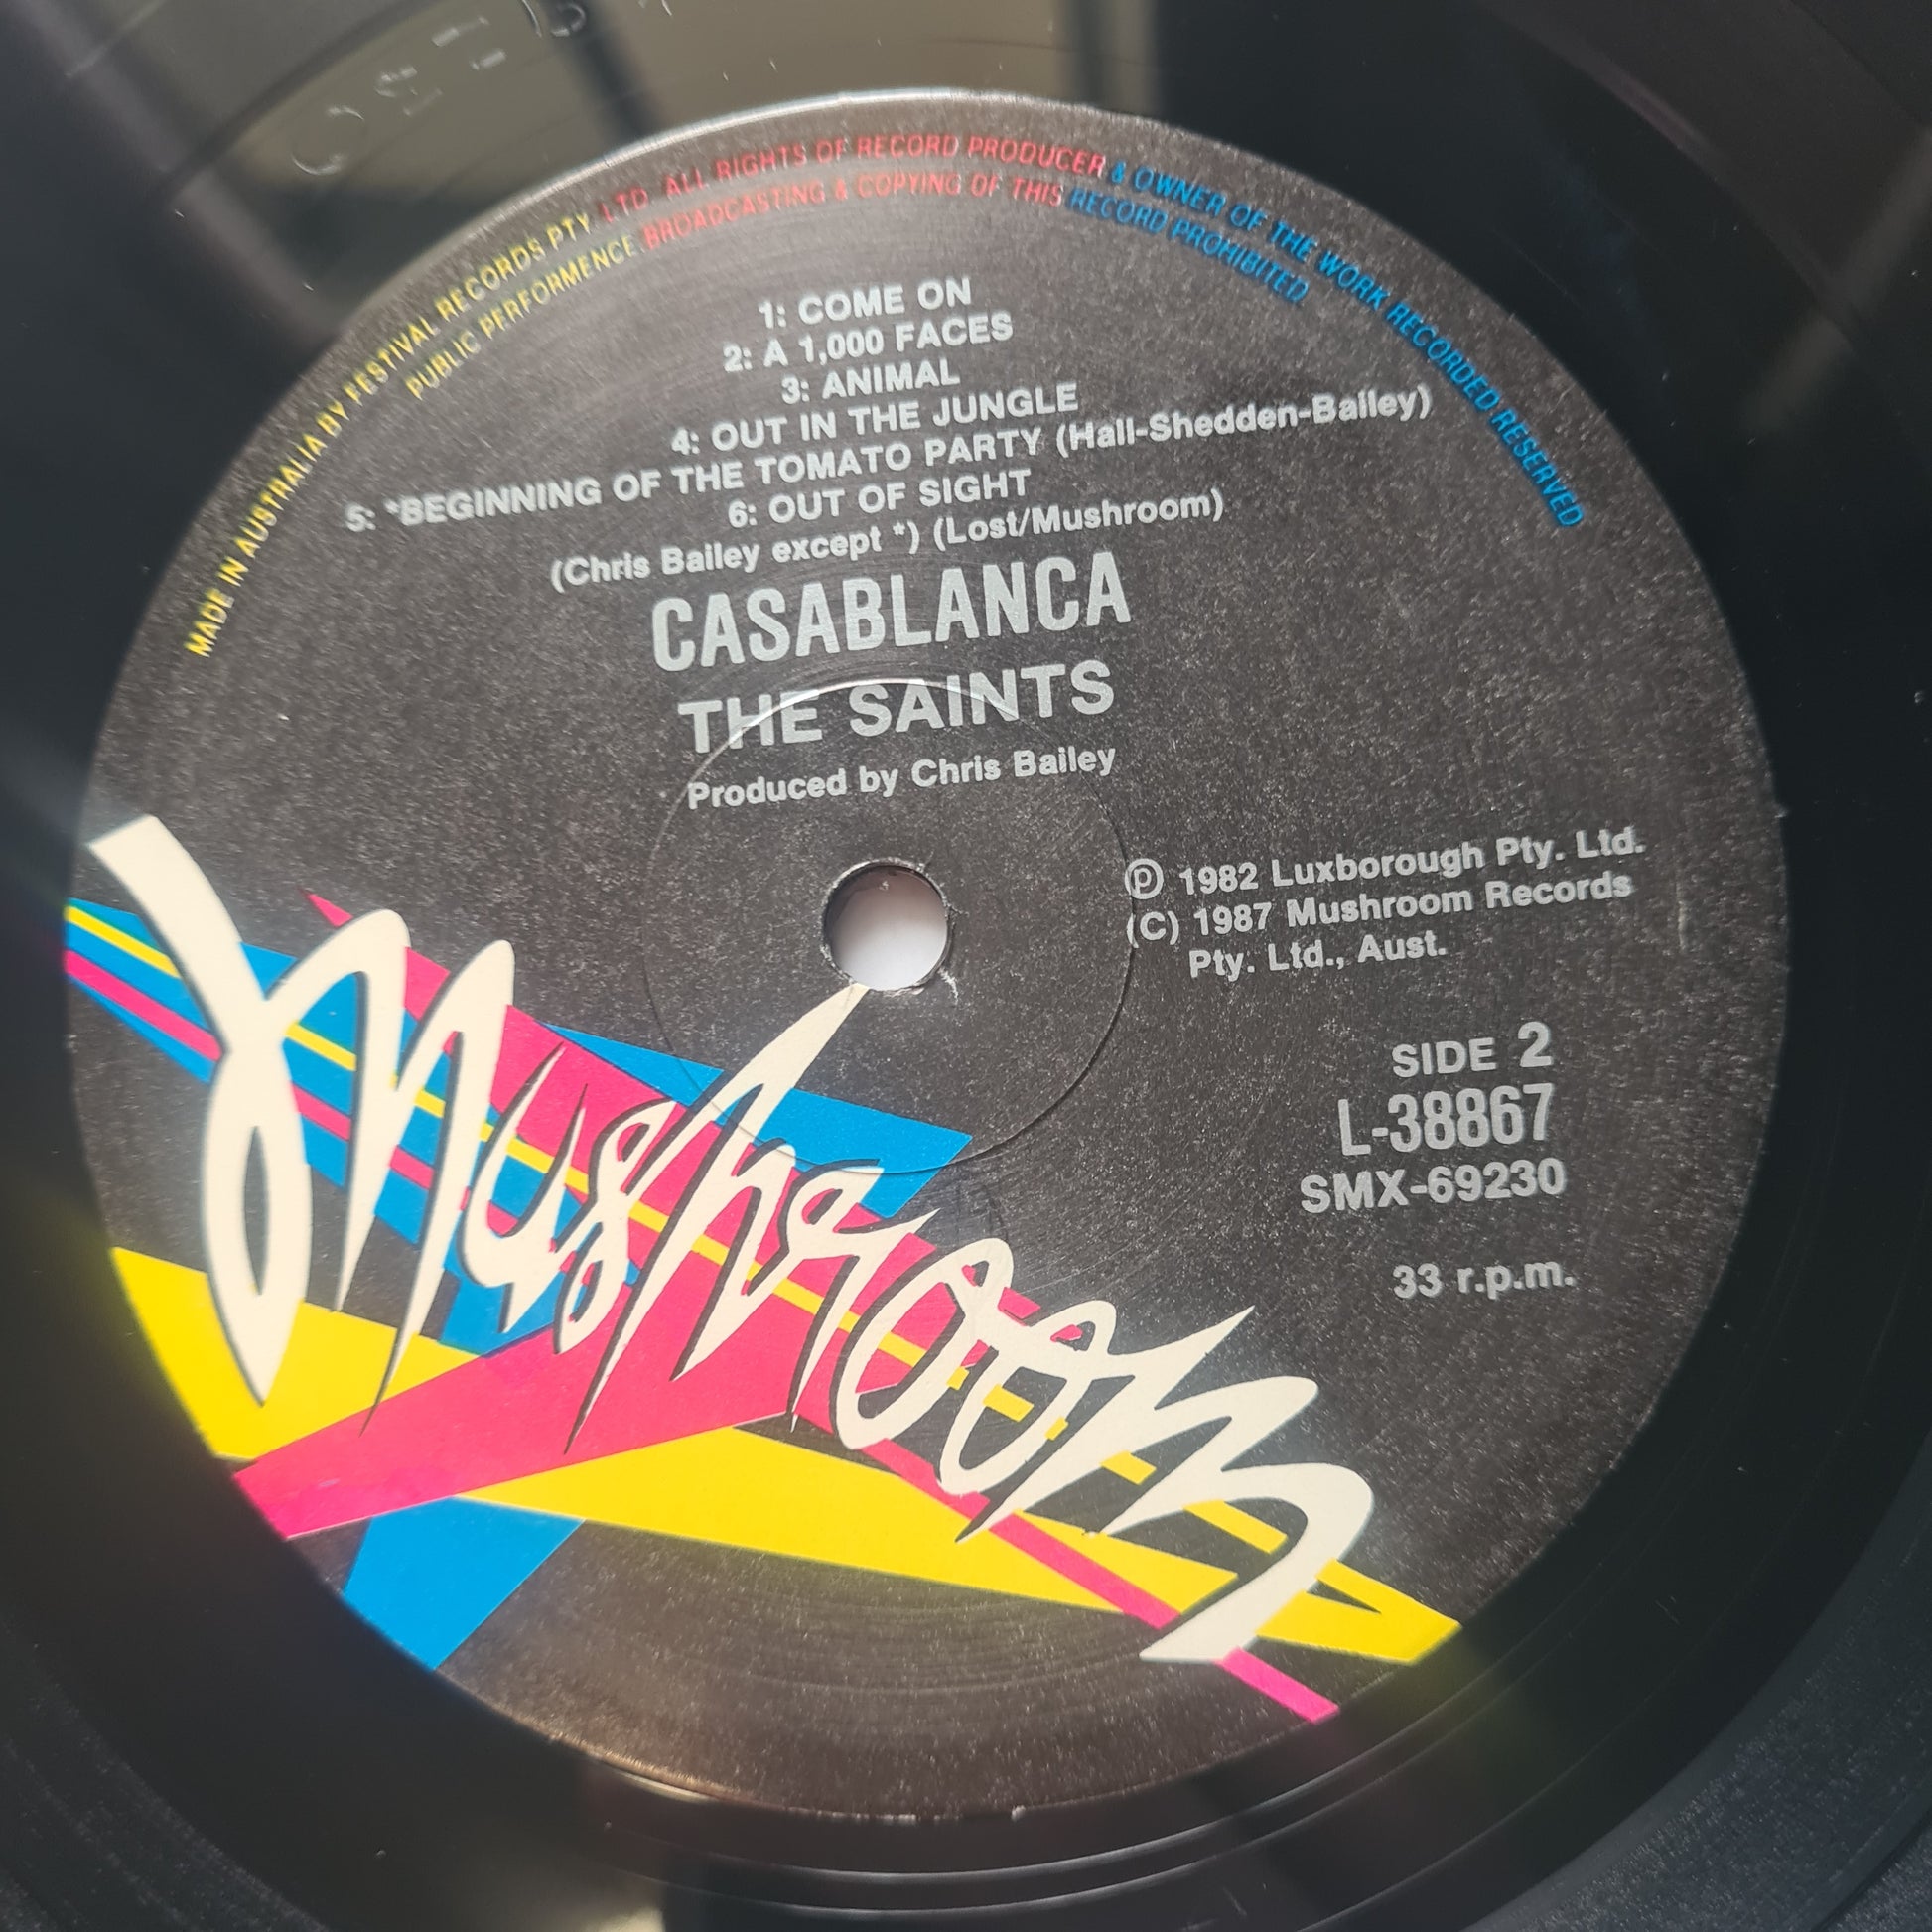 MADE IN AUSTRALIA BY FESTIVAL RECORDS PTY LTD ALL RIGHTS OF RECORD PRODUCER & OWNER OF THE WORK RECORDED RESERVED
PUBLIC PERFORMENCE BROADCASTING & COPYING OF THIS RECORD PROHIBITED
1: COME ON
2: A 1,000 FACES
3: ANIMAL
4: OUT IN THE JUNGLE
5: *BEGINNING OF THE TOMATO PARTY (Hall-Shedden-Bailey)
6: OUT OF SIGHT
(Chris Bailey except *) (Lost/Mushroom)
CASABLANCA
THE SAINTS
Produced by Chris Bailey
℗ 1982 Luxborough Pty. Ltd.
(C) 1987 Mushroom Records
Pty. Ltd., Aust.
SIDE 2
L-38867
SMX-69230
33 r.p.m.
Mushroom